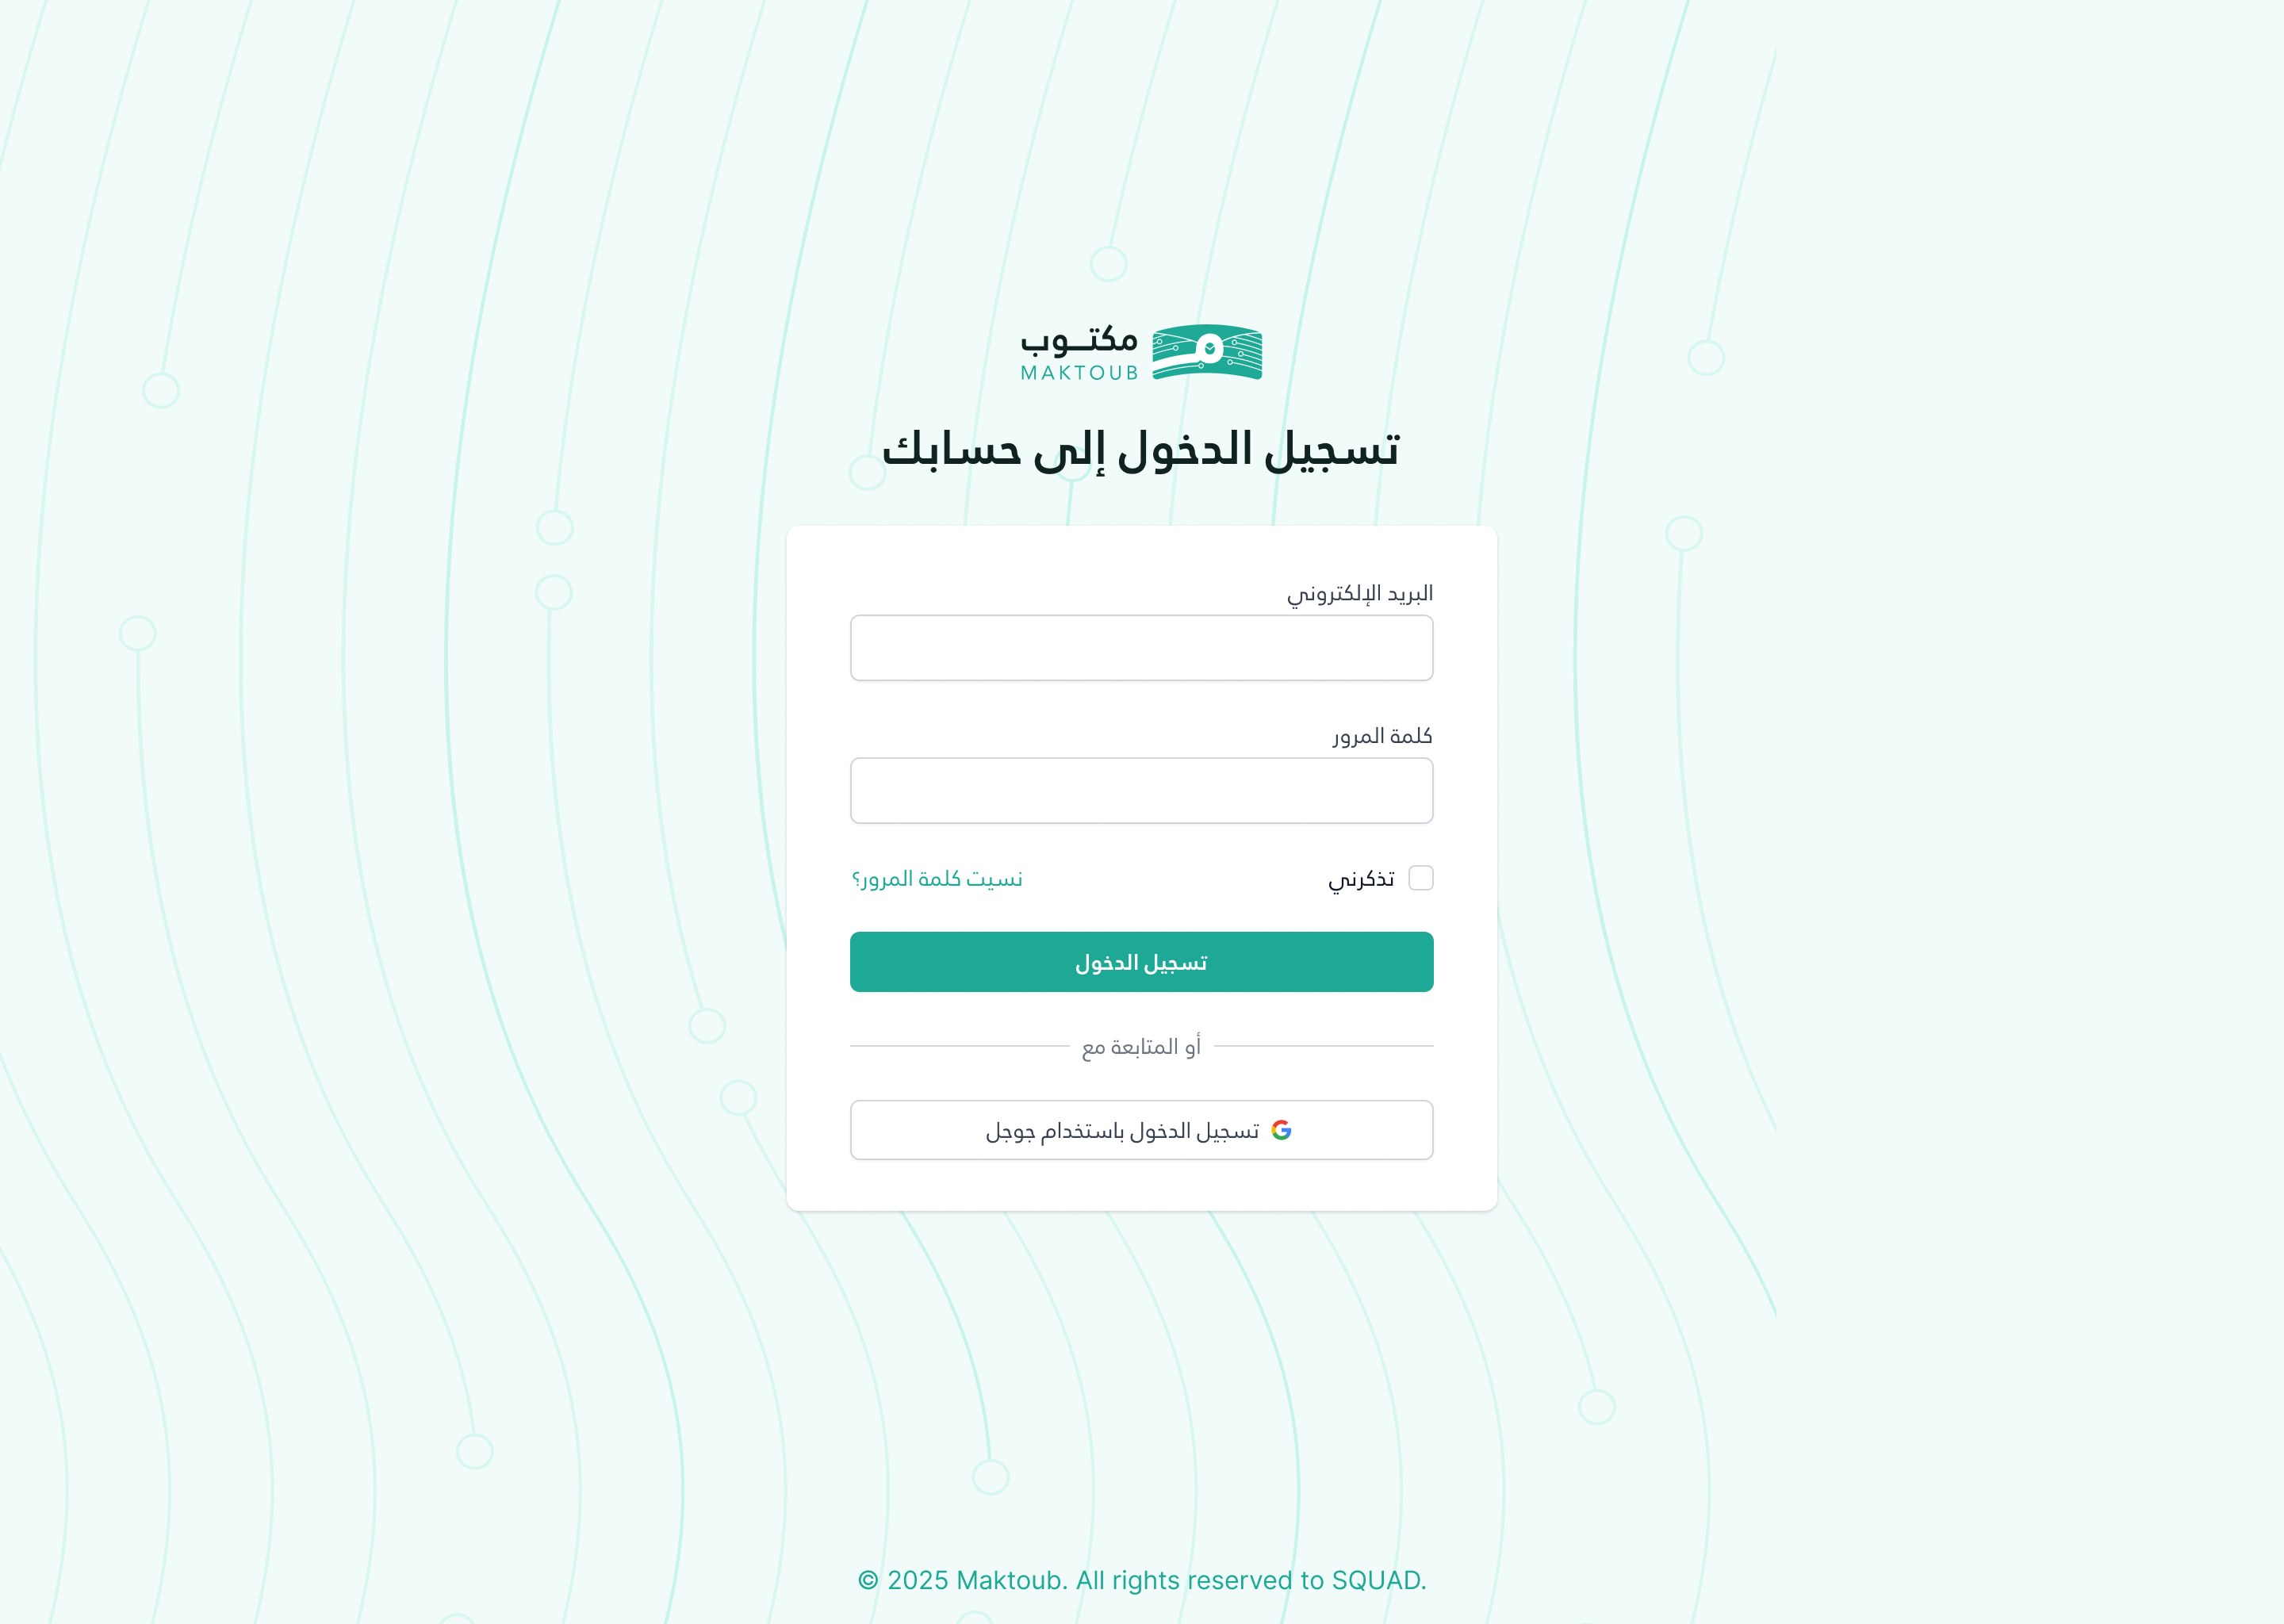 مكتــوب
MAKTOUB
تسجيل الدخول إلى حسابك
البريد الإلكتروني
كلمة المرور
تذكرني
نسيت كلمة المرور؟
تسجيل الدخول
أو المتابعة مع
تسجيل الدخول باستخدام جوجل
© 2025 Maktoub. All rights reserved to SQUAD.